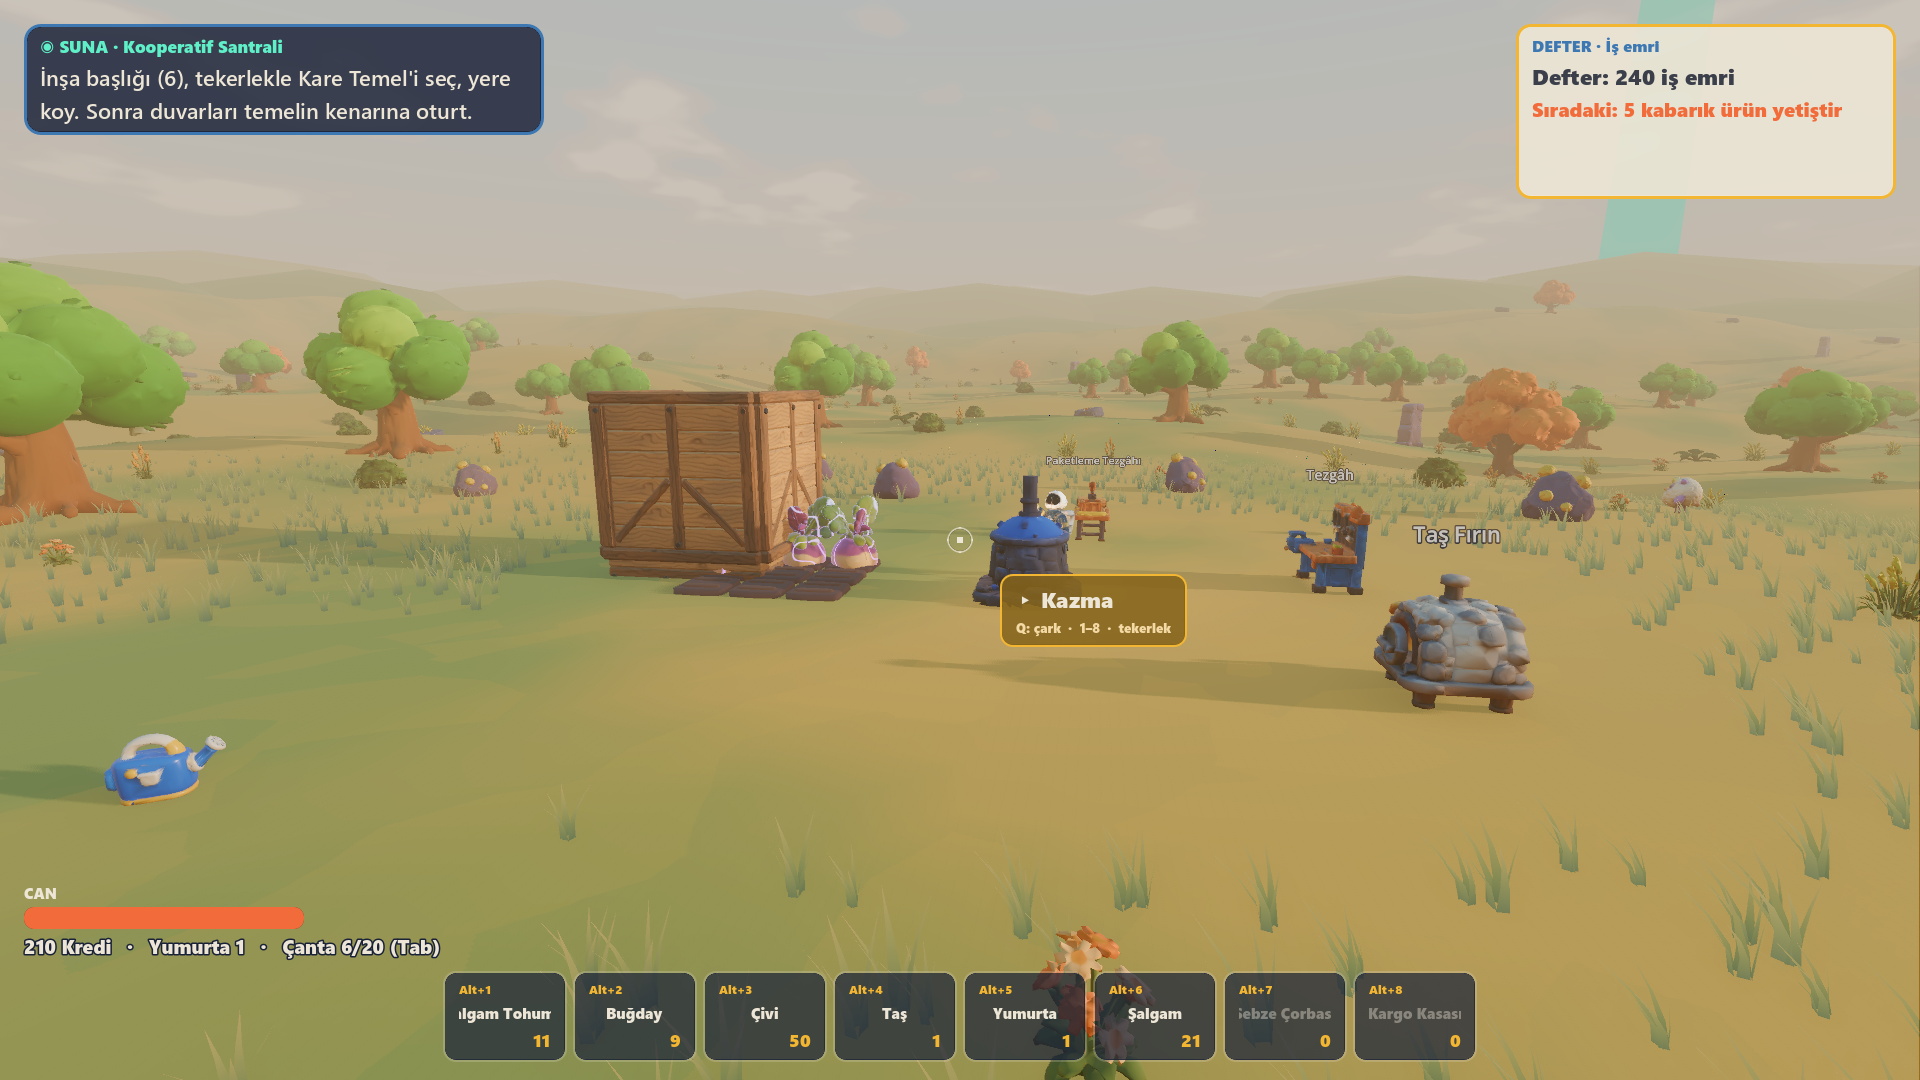 ◉ SUNA · Kooperatif Santrali
İnşa başlığı (6), tekerlekle Kare Temel'i seç, yere
koy. Sonra duvarları temelin kenarına oturt.
DEFTER · İş emri
Defter: 240 iş emri
Sıradaki: 5 kabarık ürün yetiştir
Paketleme Tezgâhı
Tezgâh
Taş Fırın
▸ Kazma
Q: çark · 1–8 · tekerlek
CAN
210 Kredi · Yumurta 1 · Çanta 6/20 (Tab)
Alt+1
lgam Tohum
11
Alt+2
Buğday
9
Alt+3
Çivi
50
Alt+4
Taş
1
Alt+5
Yumurta
1
Alt+6
Şalgam
21
Alt+7
Sebze Çorbas
0
Alt+8
Kargo Kasası
0